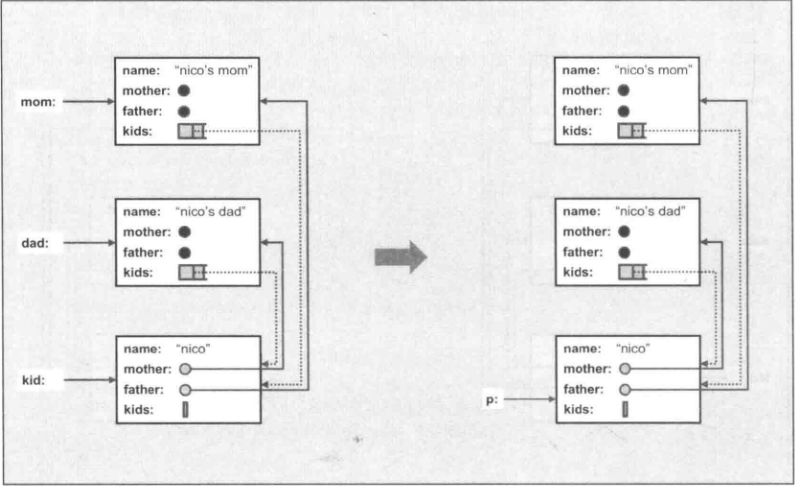 name: "nico's mom"
mother:
father:
kids:
mom:
name: "nico's dad"
mother:
father:
kids:
dad:
name: "nico"
mother:
father:
kids:
kid:
name: "nico's mom"
mother:
father:
kids:
name: "nico's dad"
mother:
father:
kids:
name: "nico"
mother:
father:
kids:
p: